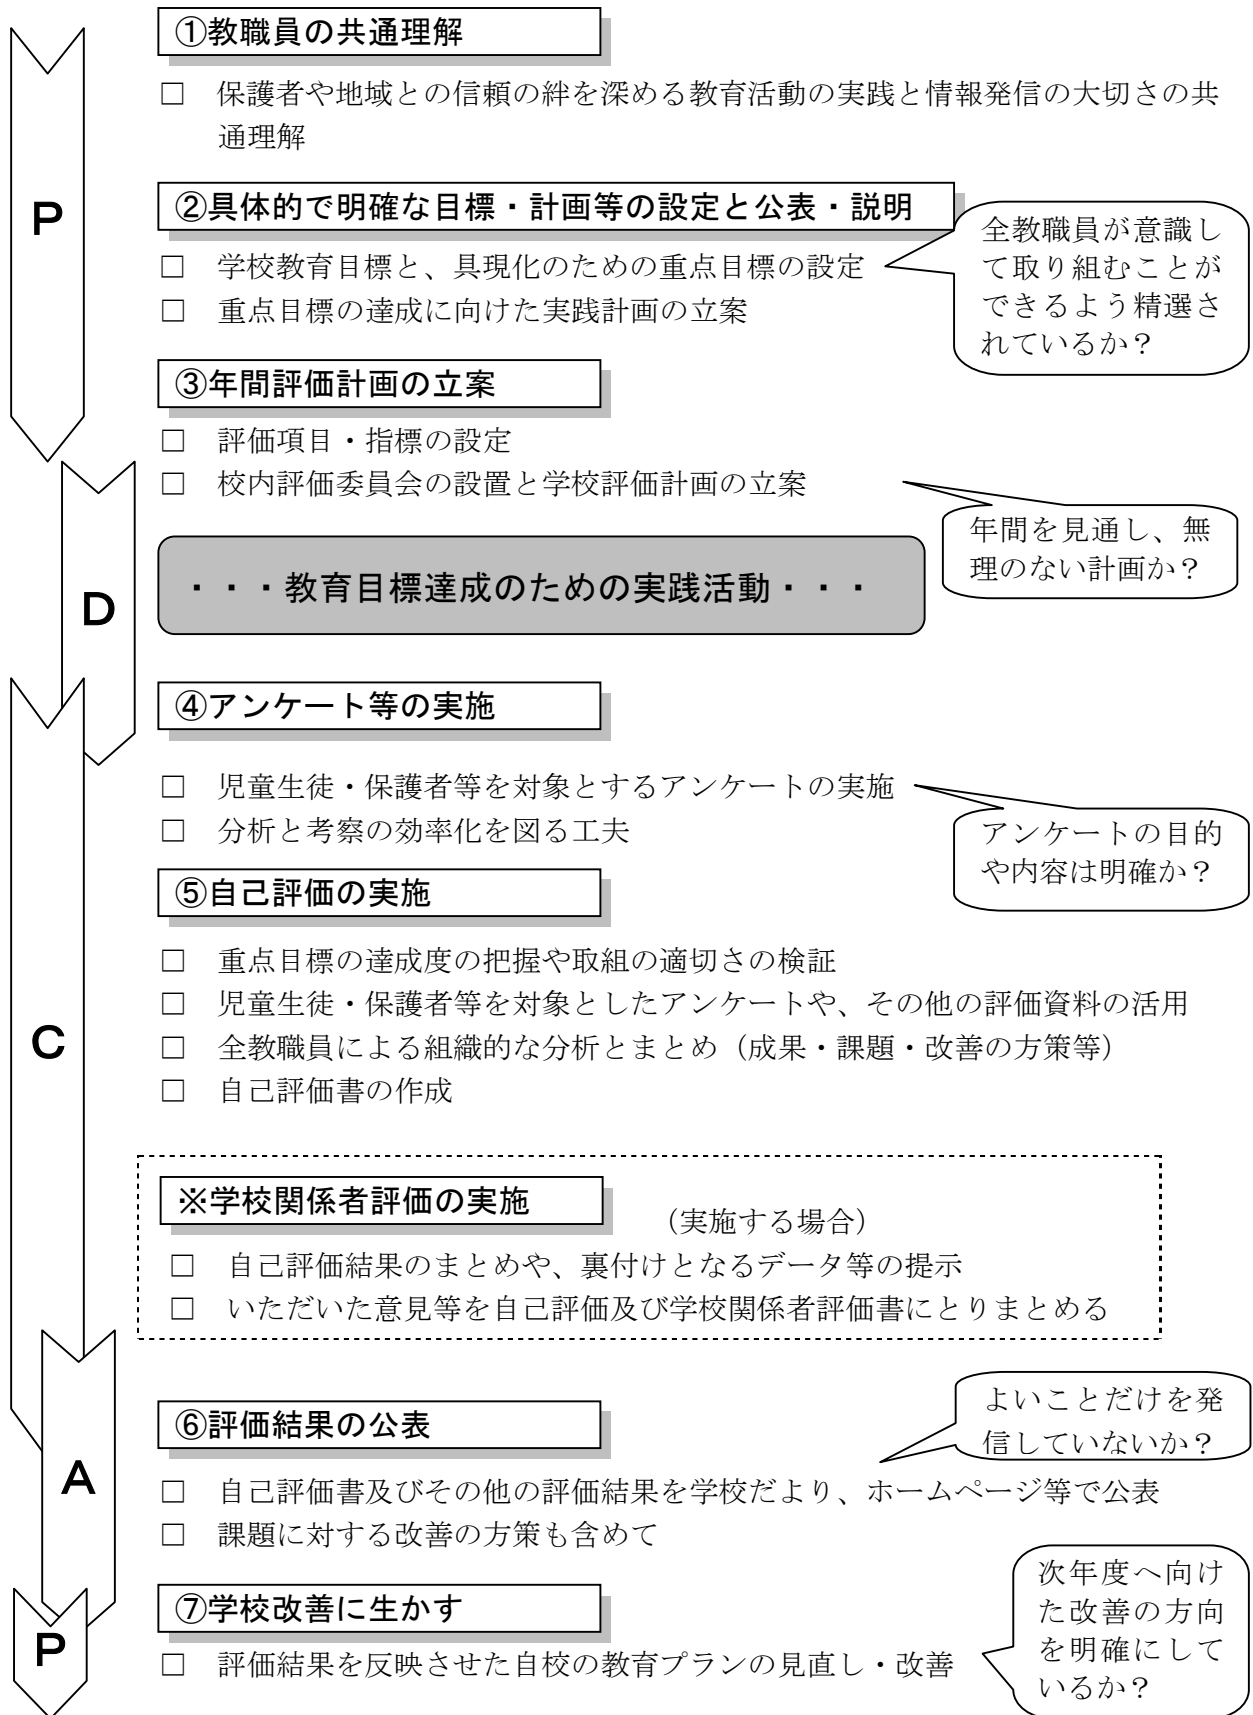 ①教職員の共通理解
□ 保護者や地域との信頼の絆を深める教育活動の実践と情報発信の大切さの共
通理解
P
②具体的で明確な目標・計画等の設定と公表・説明
全教職員が意識し
て取り組むことが
できるよう精選さ
れているか？
□ 学校教育目標と、具現化のための重点目標の設定
□ 重点目標の達成に向けた実践計画の立案
③年間評価計画の立案
□ 評価項目・指標の設定
□ 校内評価委員会の設置と学校評価計画の立案
年間を見通し、無
理のない計画か？
D
・・・教育目標達成のための実践活動・・・
④アンケート等の実施
□ 児童生徒・保護者等を対象とするアンケートの実施
□ 分析と考察の効率化を図る工夫
アンケートの目的
や内容は明確か？
⑤自己評価の実施
□ 重点目標の達成度の把握や取組の適切さの検証
□ 児童生徒・保護者等を対象としたアンケートや、その他の評価資料の活用
C
□ 全教職員による組織的な分析とまとめ（成果・課題・改善の方策等）
□ 自己評価書の作成
※学校関係者評価の実施
（実施する場合）
□ 自己評価結果のまとめや、裏付けとなるデータ等の提示
□ いただいた意見等を自己評価及び学校関係者評価書にとりまとめる
よいことだけを発
信していないか？
⑥評価結果の公表
A
□ 自己評価書及びその他の評価結果を学校だより、ホームページ等で公表
□ 課題に対する改善の方策も含めて
次年度へ向け
た改善の方向
を明確にして
いるか？
⑦学校改善に生かす
P
□ 評価結果を反映させた自校の教育プランの見直し・改善